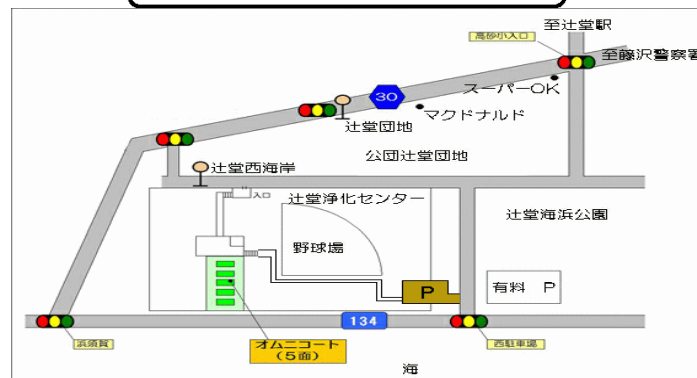 至辻堂駅
高砂小入口
至藤沢警察署
スーパーOK
30
マクドナルド
辻堂団地
公団辻堂団地
辻堂西海岸
入口
辻堂浄化センター
辻堂海浜公園
野球場
P
有料 P
134
浜須賀
オムニコート
(5面)
西駐車場
海